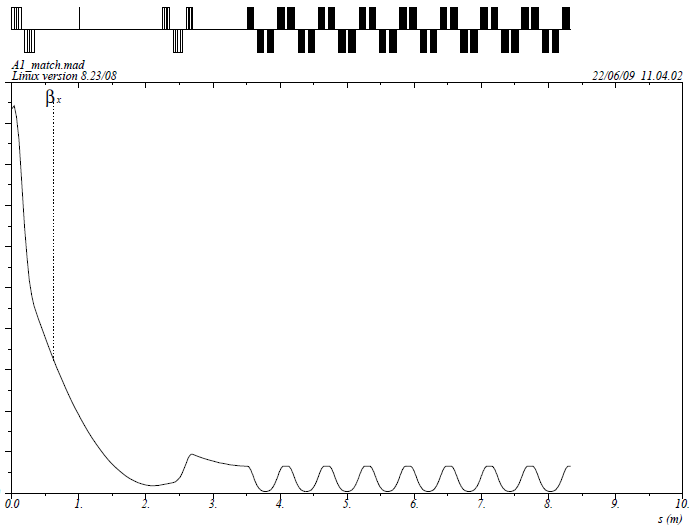 A1_match.mad
Linux version 8.23/08 22/06/09 11.04.02
βx
0.0 1. 2. 3. 4. 5. 6. 7. 8. 9. 10.
s (m)